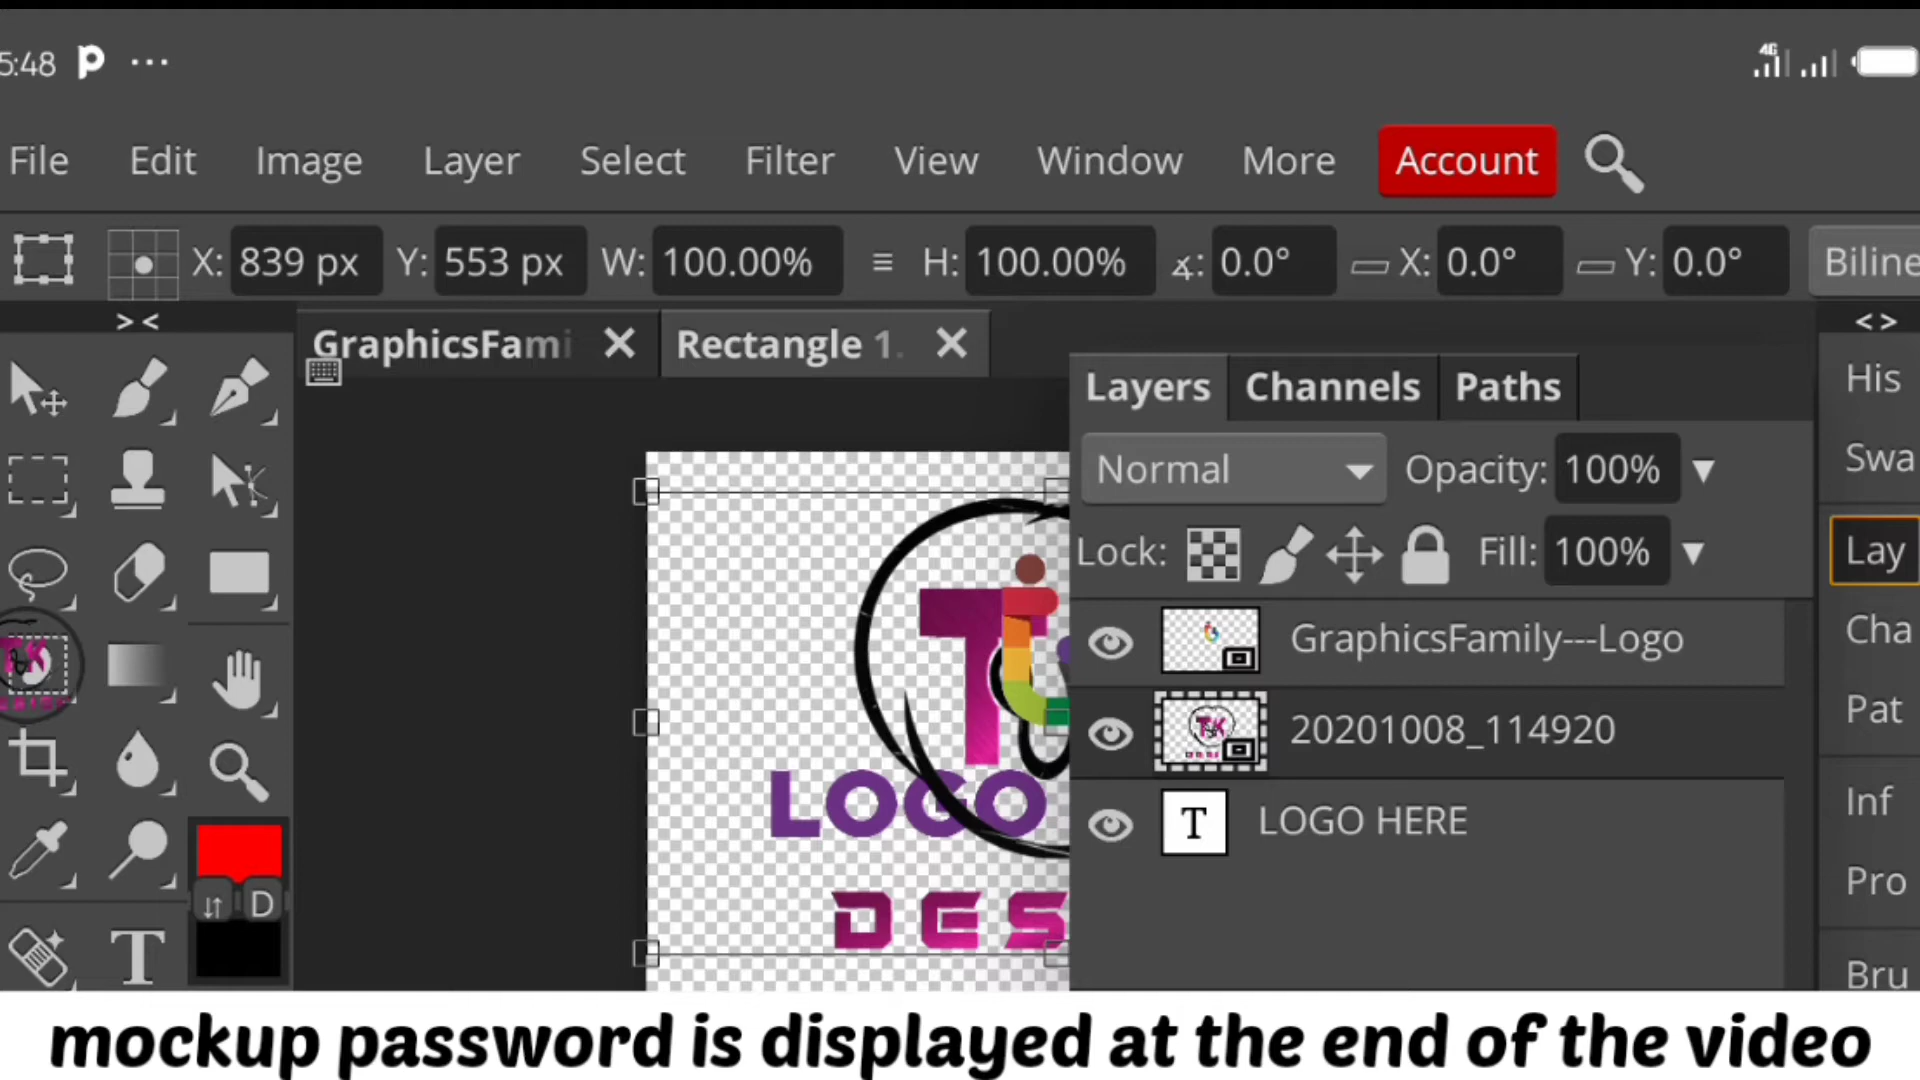 5:48
4G
File Edit Image Layer Select Filter View Window More Account
X: 839 px Y: 553 px W: 100.00% H: 100.00% 0.0° X: 0.0° Y: 0.0° Biline
> < < >
GraphicsFami Rectangle 1.
Layers Channels Paths
His
Normal Opacity: 100%
Swa
Lock: Fill: 100%
Lay
GraphicsFamily---Logo
Cha
20201008_114920
Pat
LOGO HERE
Inf
Pro
Bru
LOGO
DES
TK
D
T
mockup password is displayed at the end of the video